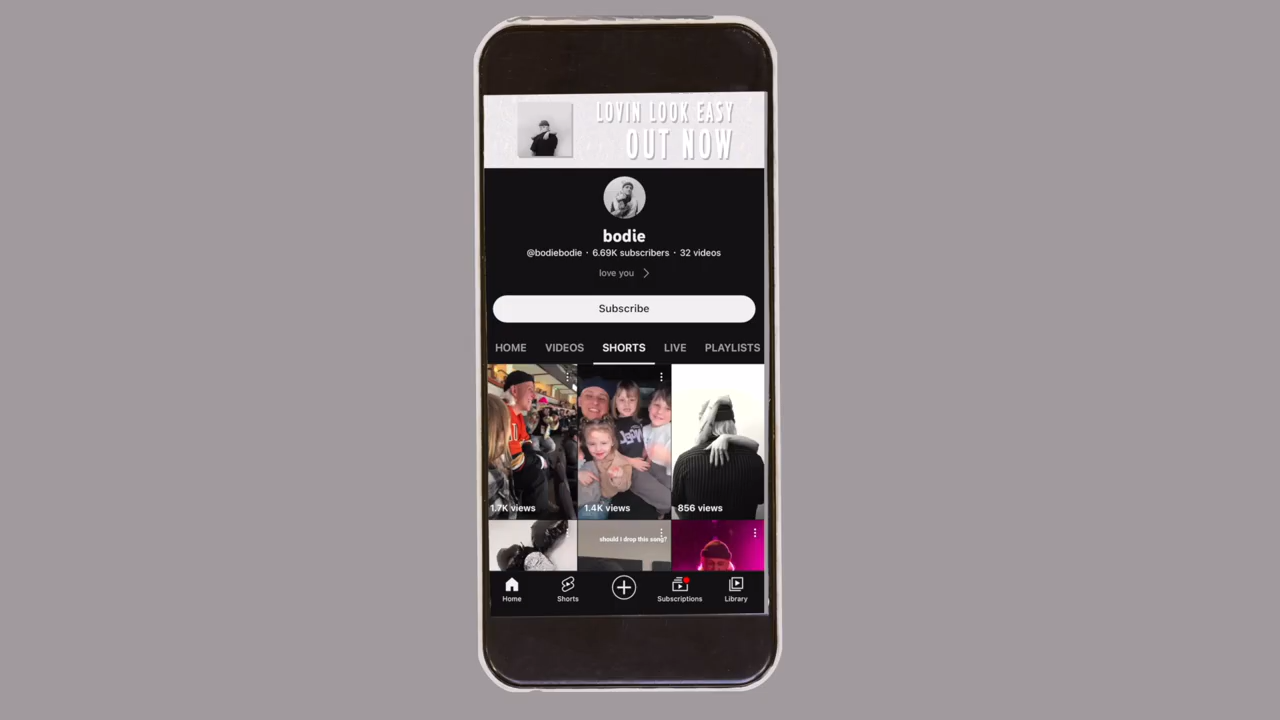 LOVIN LOOK EASY
OUT NOW
bodie
@bodiebodie · 6.69K subscribers · 32 videos
love you
Subscribe
HOME VIDEOS SHORTS LIVE PLAYLISTS
1.7K views 1.4K views 856 views
should i drop this song?
Home Shorts Subscriptions Library